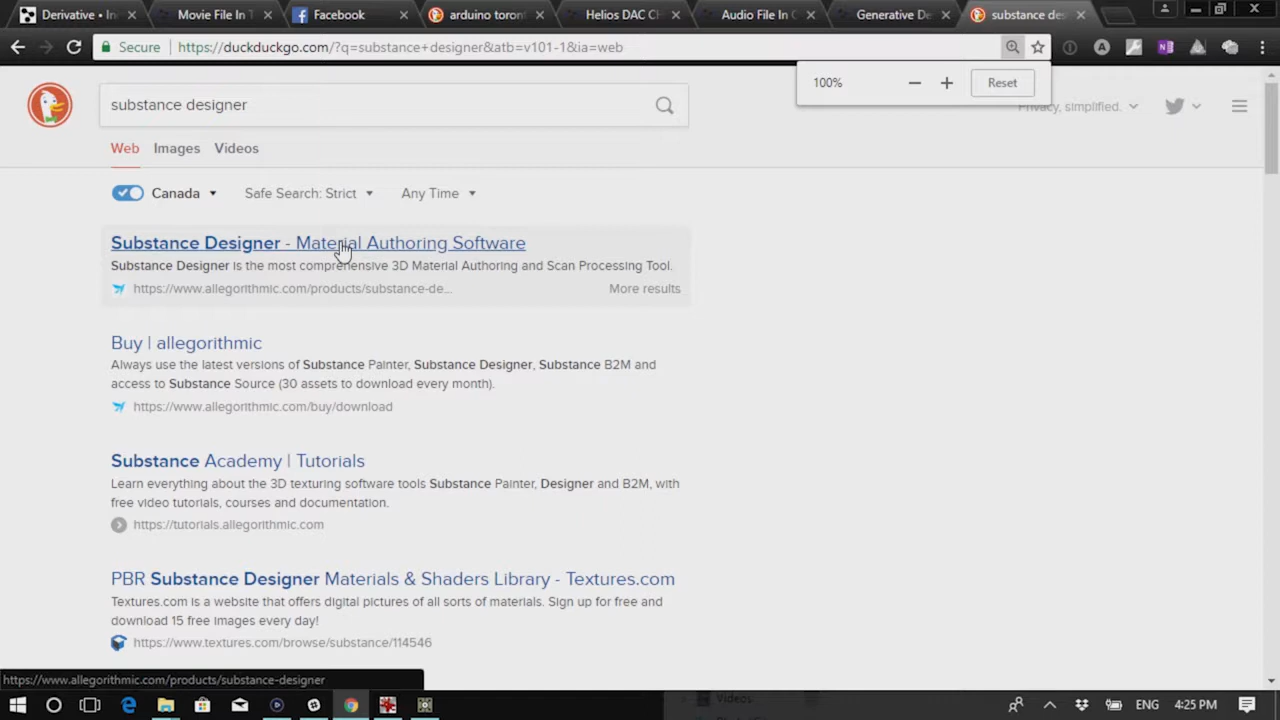 Derivative • In
Movie File In T
Facebook
arduino toront
Helios DAC Ch
Audio File In C
Generative De
substance des
Secure
https://duckduckgo.com/?q=substance+designer&atb=v101-1&ia=web
100%
Reset
substance designer
Privacy, simplified.
Web Images Videos
Canada Safe Search: Strict Any Time
Substance Designer - Material Authoring Software
Substance Designer is the most comprehensive 3D Material Authoring and Scan Processing Tool.
https://www.allegorithmic.com/products/substance-de... More results
Buy | allegorithmic
Always use the latest versions of Substance Painter, Substance Designer, Substance B2M and
access to Substance Source (30 assets to download every month).
https://www.allegorithmic.com/buy/download
Substance Academy | Tutorials
Learn everything about the 3D texturing software tools Substance Painter, Designer and B2M, with
free video tutorials, courses and documentation.
https://tutorials.allegorithmic.com
PBR Substance Designer Materials & Shaders Library - Textures.com
Textures.com is a website that offers digital pictures of all sorts of materials. Sign up for free and
download 15 free images every day!
https://www.textures.com/browse/substance/114546
https://www.allegorithmic.com/products/substance-designer
Videos
ENG 4:25 PM